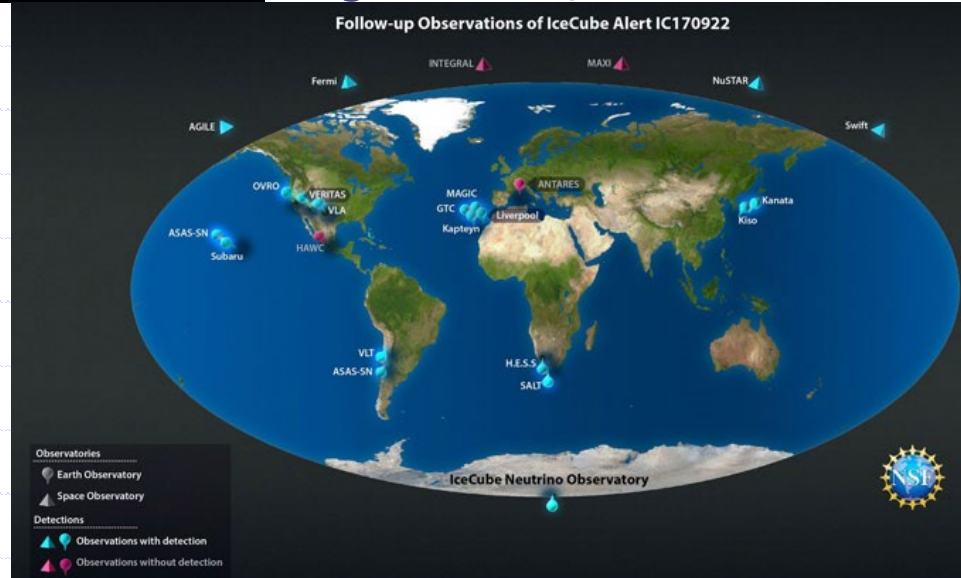 Follow-up Observations of IceCube Alert IC170922
INTEGRAL
MAXI
Fermi
NuSTAR
AGILE
Swift
OVRO
VERITAS
VLA
MAGIC
ANTARES
GTC
Liverpool
Kapteyn
Kanata
Kiso
ASAS-SN
Subaru
HAWC
VLT
ASAS-SN
H.E.S.S
SALT
IceCube Neutrino Observatory
Observatories
Earth Observatory
Space Observatory
Detections
Observations with detection
Observations without detection
NSF